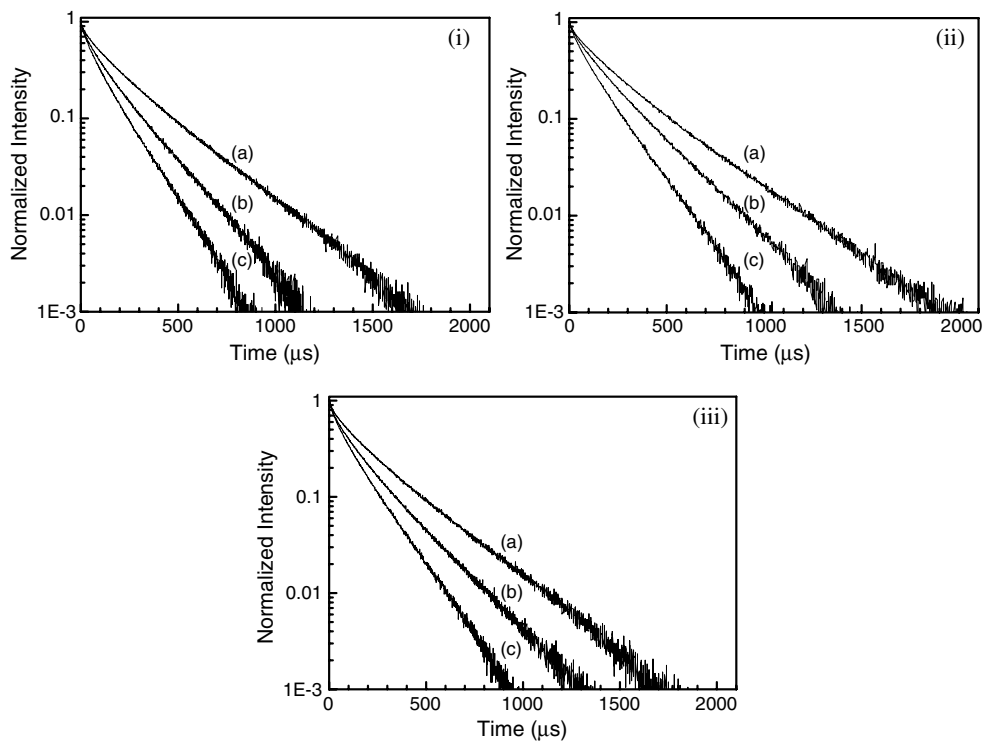 (i)
Normalized Intensity
1
0.1
0.01
1E-3
(a)
(b)
(c)
0 500 1000 1500 2000
Time (μs)
(ii)
Normalized Intensity
1
0.1
0.01
1E-3
(a)
(b)
(c)
0 500 1000 1500 2000
Time (μs)
(iii)
Normalized Intensity
1
0.1
0.01
1E-3
(a)
(b)
(c)
0 500 1000 1500 2000
Time (μs)